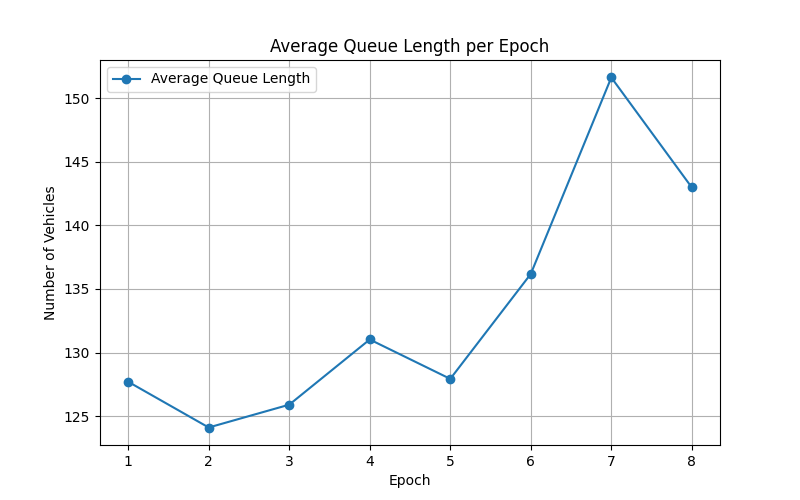 Average Queue Length per Epoch
Average Queue Length
150
145
140
135
130
125
Number of Vehicles
1 2 3 4 5 6 7 8
Epoch